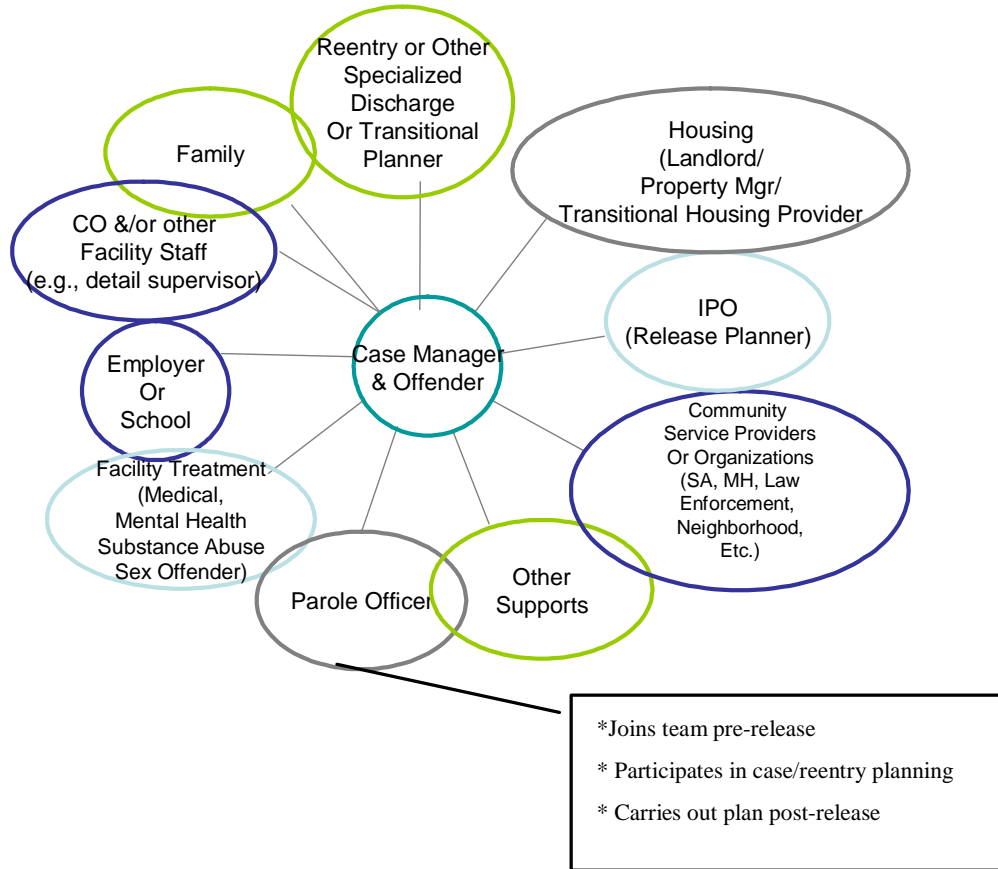 Reentry or Other
Specialized
Discharge
Or Transitional
Planner
Family
Housing
(Landlord/
Property Mgr/
Transitional Housing Provider
CO &/or other
Facility Staff
(e.g., detail supervisor)
IPO
(Release Planner)
Case Manager
& Offender
Employer
Or
School
Community
Service Providers
Or Organizations
(SA, MH, Law
Enforcement,
Neighborhood,
Etc.)
Facility Treatment
(Medical,
Mental Health
Substance Abuse
Sex Offender)
Parole Officer
Other
Supports
*Joins team pre-release
* Participates in case/reentry planning
* Carries out plan post-release